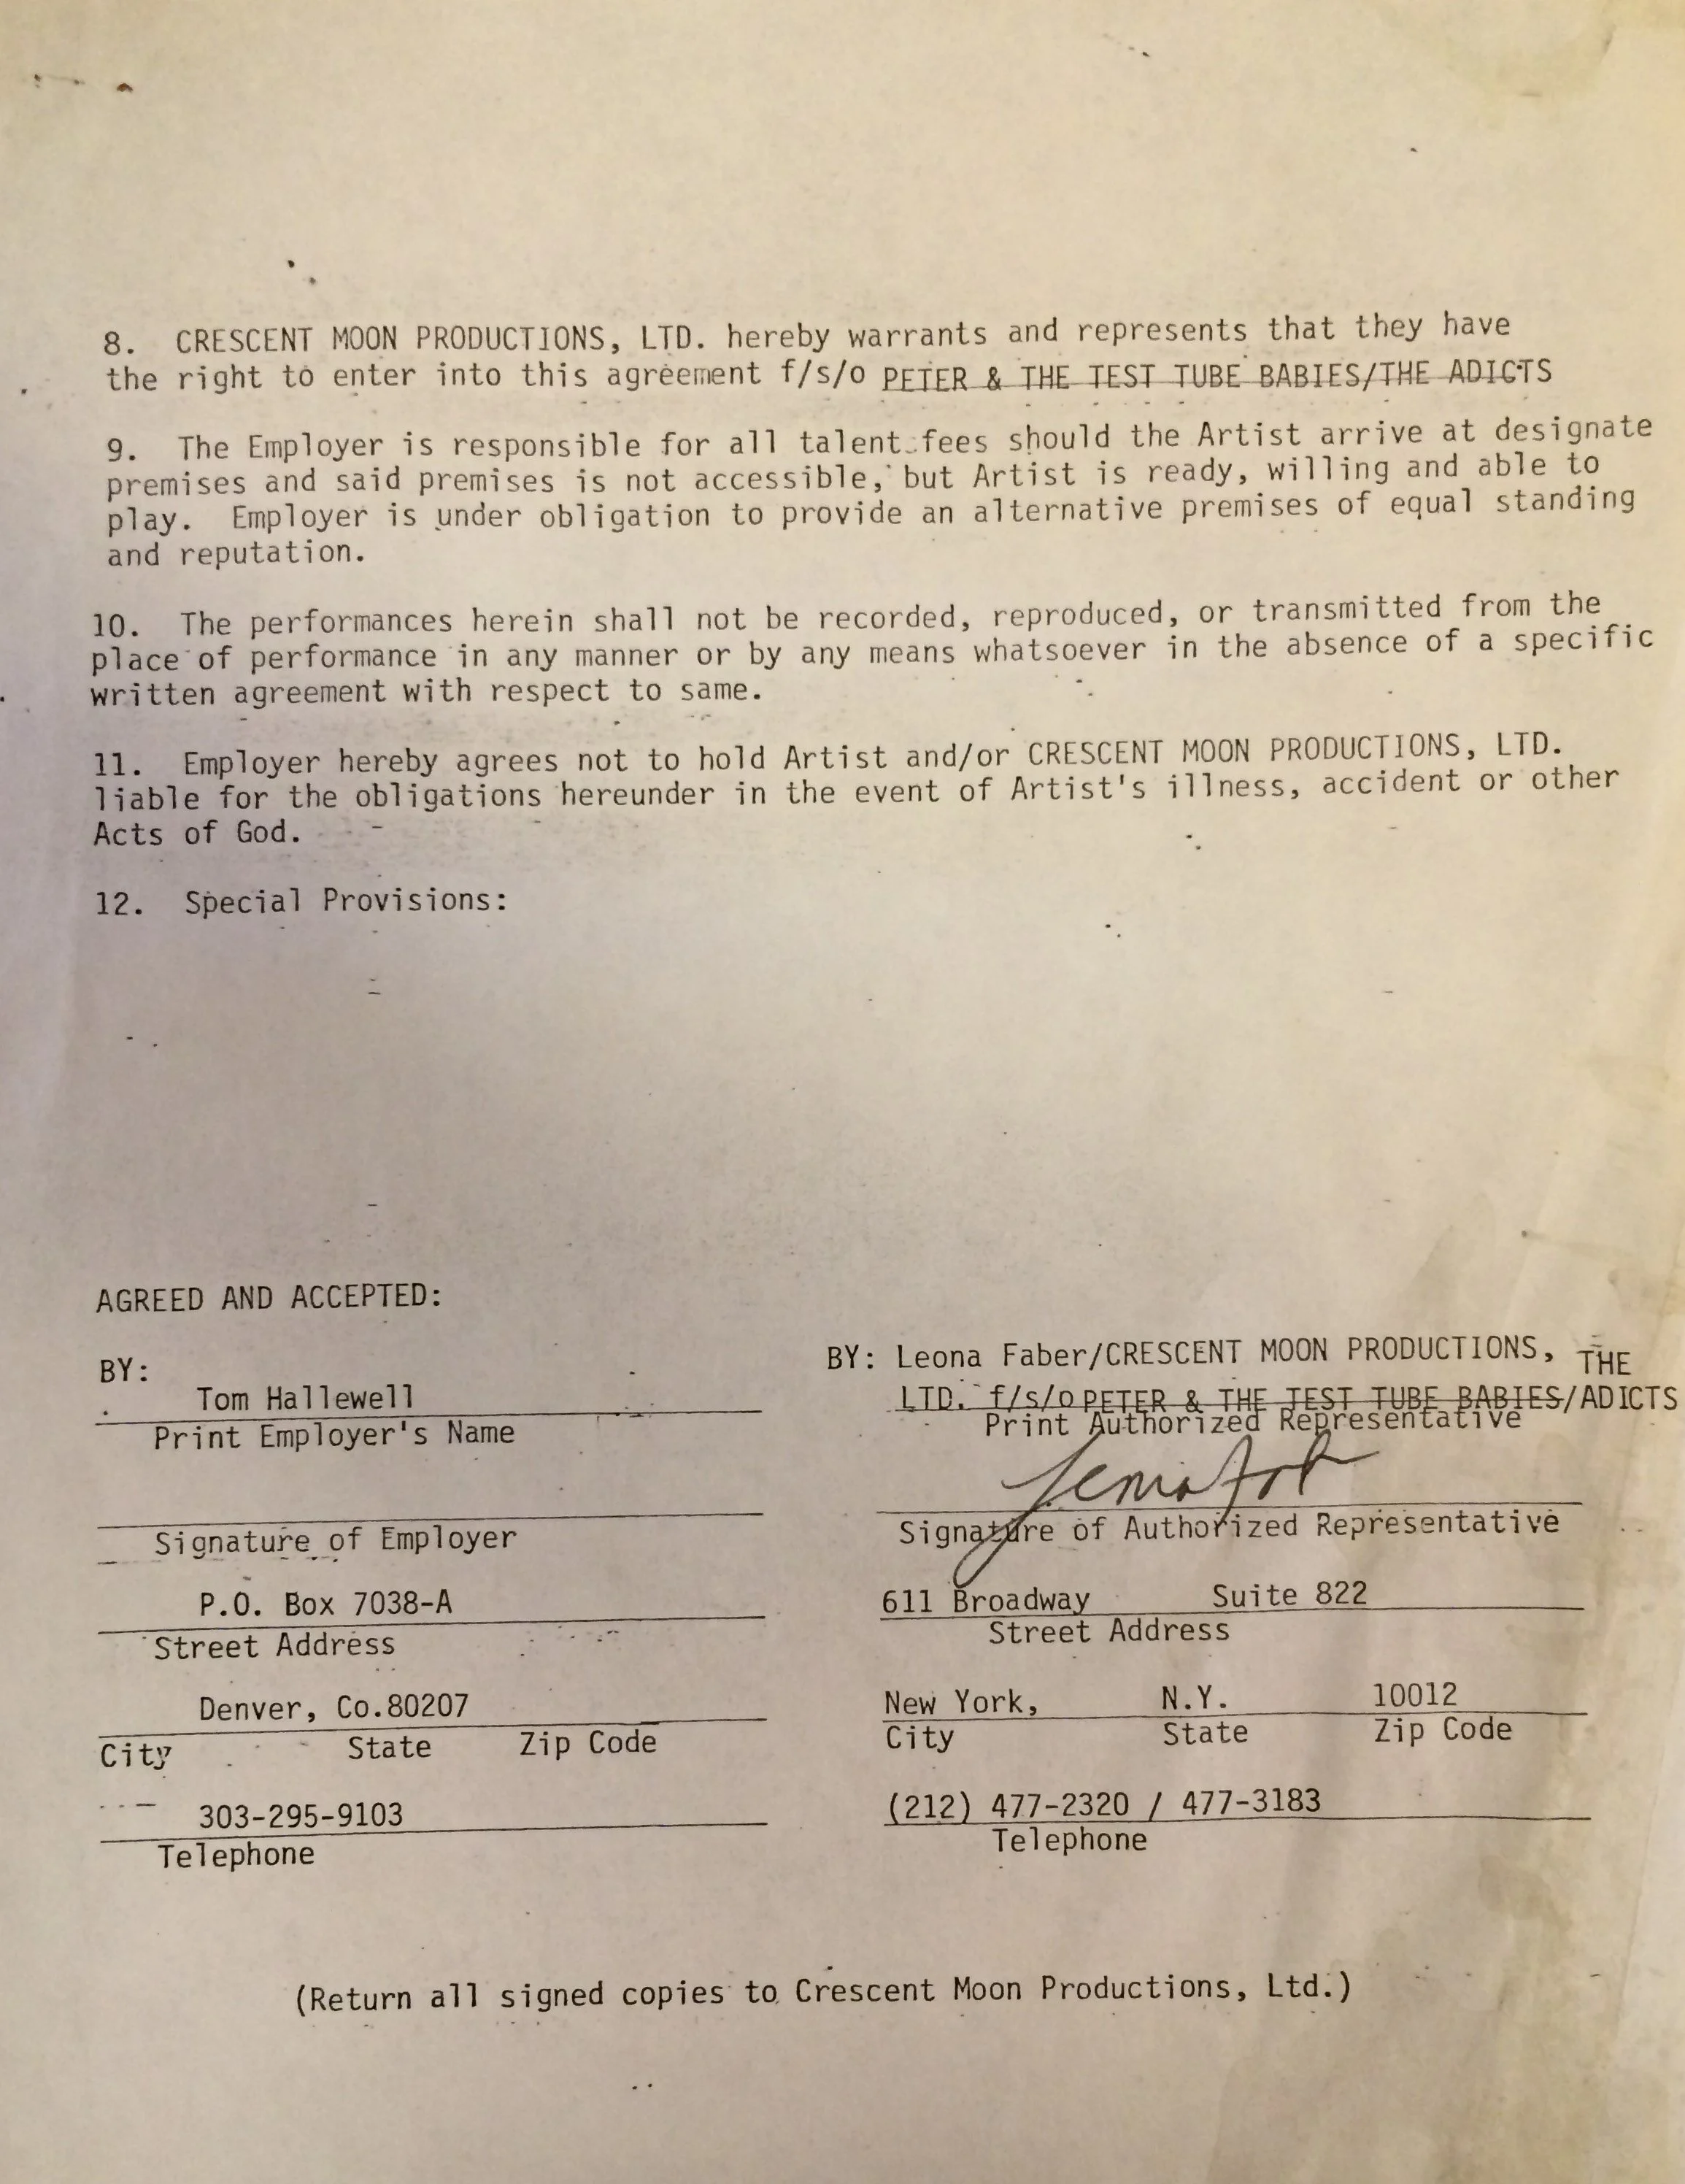 8. CRESCENT MOON PRODUCTIONS, LTD. hereby warrants and represents that they have
the right to enter into this agreement f/s/o PETER & THE TEST TUBE BABIES/THE ADICTS
9. The Employer is responsible for all talent fees should the Artist arrive at designate
premises and said premises is not accessible, but Artist is ready, willing and able to
play. Employer is under obligation to provide an alternative premises of equal standing
and reputation.
10. The performances herein shall not be recorded, reproduced, or transmitted from the
place of performance in any manner or by any means whatsoever in the absence of a specific
written agreement with respect to same.
11. Employer hereby agrees not to hold Artist and/or CRESCENT MOON PRODUCTIONS, LTD.
liable for the obligations hereunder in the event of Artist's illness, accident or other
Acts of God.
12. Special Provisions:
AGREED AND ACCEPTED:
BY:
Tom Hallewell
Print Employer's Name
Signature of Employer
P.O. Box 7038-A
Street Address
Denver, Co.80207
City State Zip Code
303-295-9103
Telephone
BY: Leona Faber/CRESCENT MOON PRODUCTIONS, THE
LTD. f/s/o PETER & THE TEST TUBE BABIES/ADICTS
Print Authorized Representative
Signature of Authorized Representative
611 Broadway Suite 822
Street Address
New York, N.Y. 10012
City State Zip Code
(212) 477-2320 / 477-3183
Telephone
(Return all signed copies to Crescent Moon Productions, Ltd.)